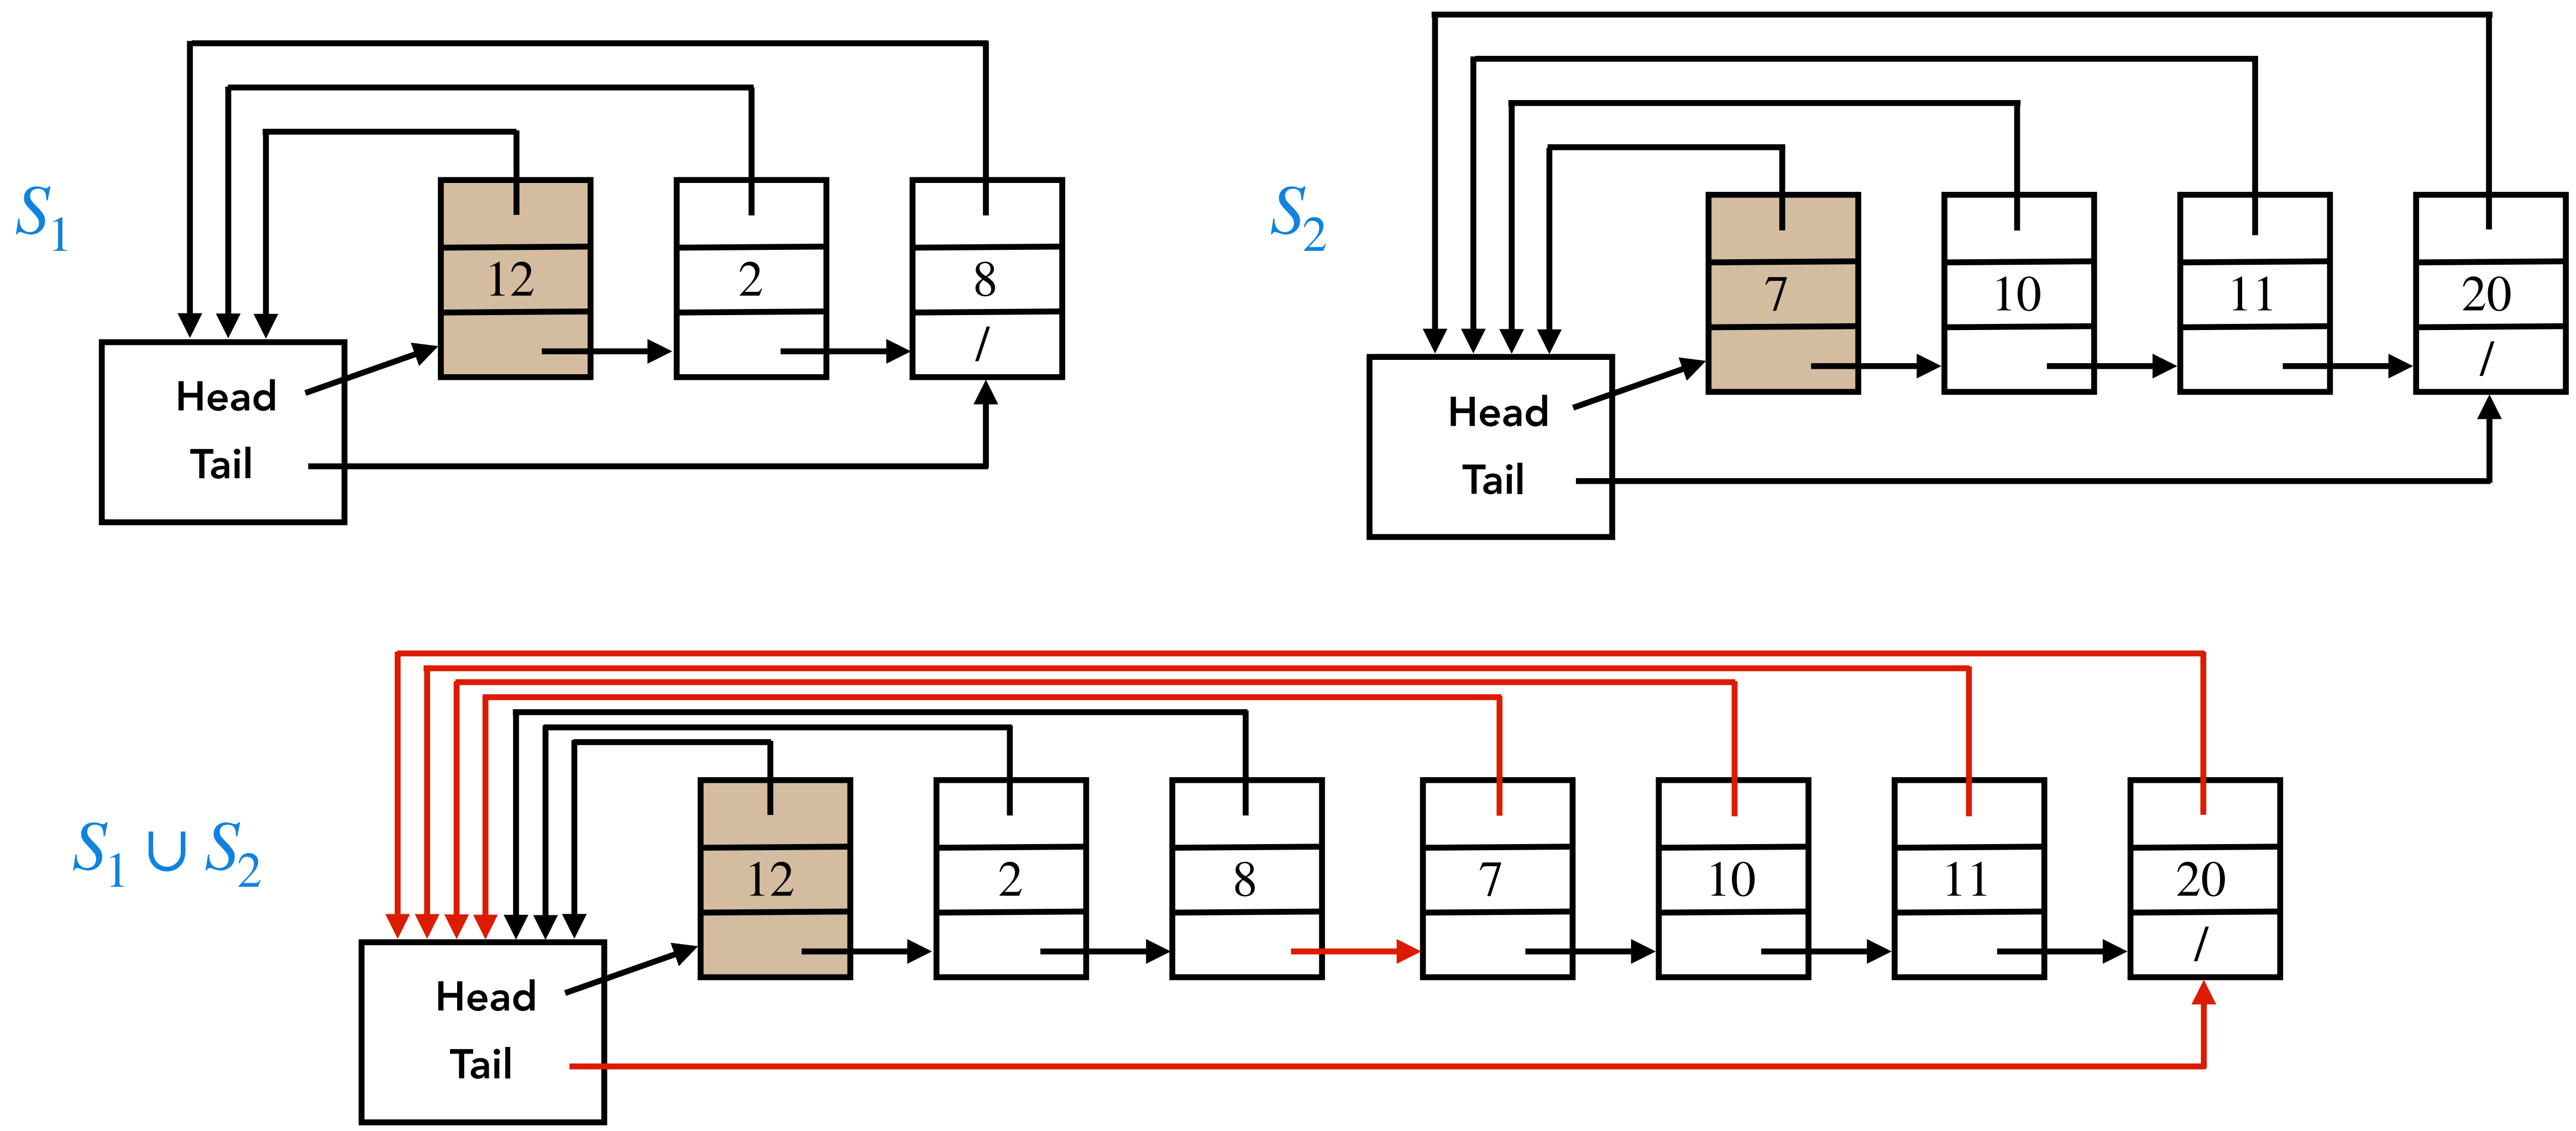 S₁
12 2 8
/
Head
Tail
S₂
7 10 11 20
/
Head
Tail
S₁ ∪ S₂
12 2 8 7 10 11 20
/
Head
Tail